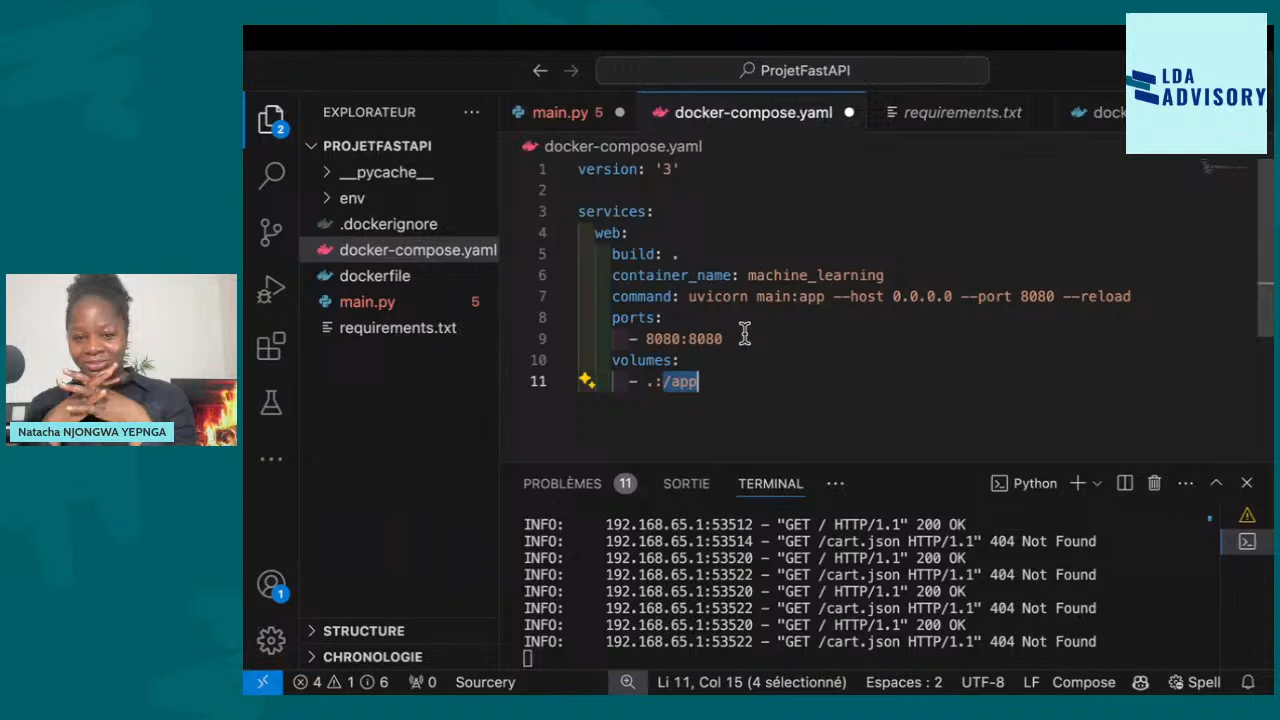 LDA
ADVISORY
ProjetFastAPI
EXPLORATEUR
main.py 5
docker-compose.yaml
requirements.txt
dock
PROJETFASTAPI
__pycache__
env
.dockerignore
docker-compose.yaml
dockerfile
main.py 5
requirements.txt
docker-compose.yaml
1 version: '3'
2
3 services:
4 web:
5 build: .
6 container_name: machine_learning
7 command: uvicorn main:app --host 0.0.0.0 --port 8080 --reload
8 ports:
9 - 8080:8080
10 volumes:
11 - .:/app
2
1
Natacha NJONGWA YEPNGA
PROBLÈMES 11 SORTIE TERMINAL Python
INFO: 192.168.65.1:53512 - "GET / HTTP/1.1" 200 OK
INFO: 192.168.65.1:53514 - "GET /cart.json HTTP/1.1" 404 Not Found
INFO: 192.168.65.1:53520 - "GET / HTTP/1.1" 200 OK
INFO: 192.168.65.1:53522 - "GET /cart.json HTTP/1.1" 404 Not Found
INFO: 192.168.65.1:53520 - "GET / HTTP/1.1" 200 OK
INFO: 192.168.65.1:53522 - "GET /cart.json HTTP/1.1" 404 Not Found
INFO: 192.168.65.1:53520 - "GET / HTTP/1.1" 200 OK
INFO: 192.168.65.1:53522 - "GET /cart.json HTTP/1.1" 404 Not Found
STRUCTURE
CHRONOLOGIE
4 1 6 0 Sourcery Li 11, Col 15 (4 sélectionné) Espaces : 2 UTF-8 LF Compose Spell